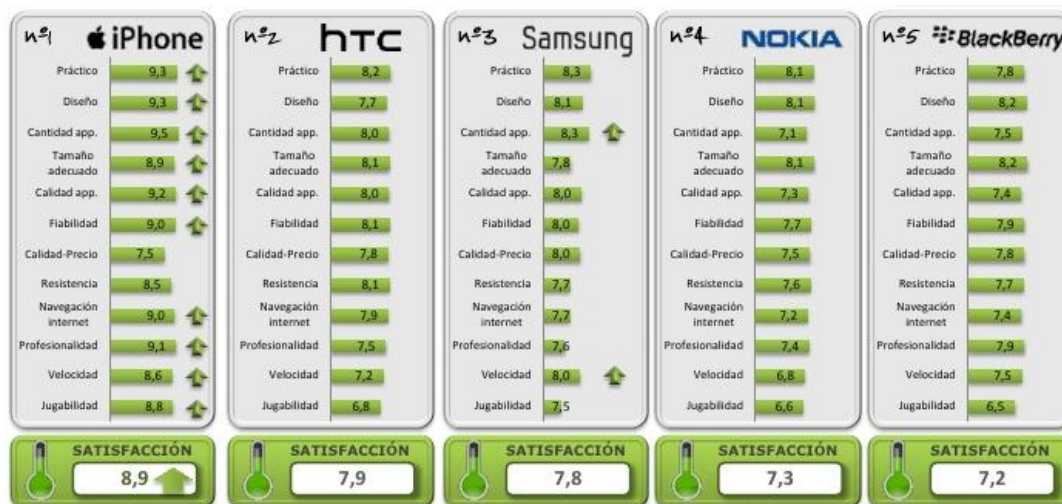 nº1 iPhone
Práctico 9,3
Diseño 9,3
Cantidad app. 9,5
Tamaño
adecuado 8,9
Calidad app. 9,2
Fiabilidad 9,0
Calidad-Precio 7,5
Resistencia 8,5
Navegación
internet 9,0
Profesionalidad 9,1
Velocidad 8,6
Jugabilidad 8,8
SATISFACCIÓN
8,9
nº2 hTC
Práctico 8,2
Diseño 7,7
Cantidad app. 8,0
Tamaño
adecuado 8,1
Calidad app. 8,0
Fiabilidad 8,1
Calidad-Precio 7,8
Resistencia 8,1
Navegación
internet 7,9
Profesionalidad 7,5
Velocidad 7,2
Jugabilidad 6,8
SATISFACCIÓN
7,9
nº3 Samsung
Práctico 8,3
Diseño 8,1
Cantidad app. 8,3
Tamaño
adecuado 7,8
Calidad app. 8,0
Fiabilidad 8,0
Calidad-Precio 8,0
Resistencia 7,7
Navegación
internet 7,7
Profesionalidad 7,6
Velocidad 8,0
Jugabilidad 7,5
SATISFACCIÓN
7,8
nº4 NOKIA
Práctico 8,1
Diseño 8,1
Cantidad app. 7,1
Tamaño
adecuado 8,1
Calidad app. 7,3
Fiabilidad 7,7
Calidad-Precio 7,5
Resistencia 7,6
Navegación
internet 7,2
Profesionalidad 7,4
Velocidad 6,8
Jugabilidad 6,6
SATISFACCIÓN
7,3
nº5 BlackBerry
Práctico 7,8
Diseño 8,2
Cantidad app. 7,5
Tamaño
adecuado 8,2
Calidad app. 7,4
Fiabilidad 7,9
Calidad-Precio 7,8
Resistencia 7,7
Navegación
internet 7,4
Profesionalidad 7,9
Velocidad 7,5
Jugabilidad 6,5
SATISFACCIÓN
7,2